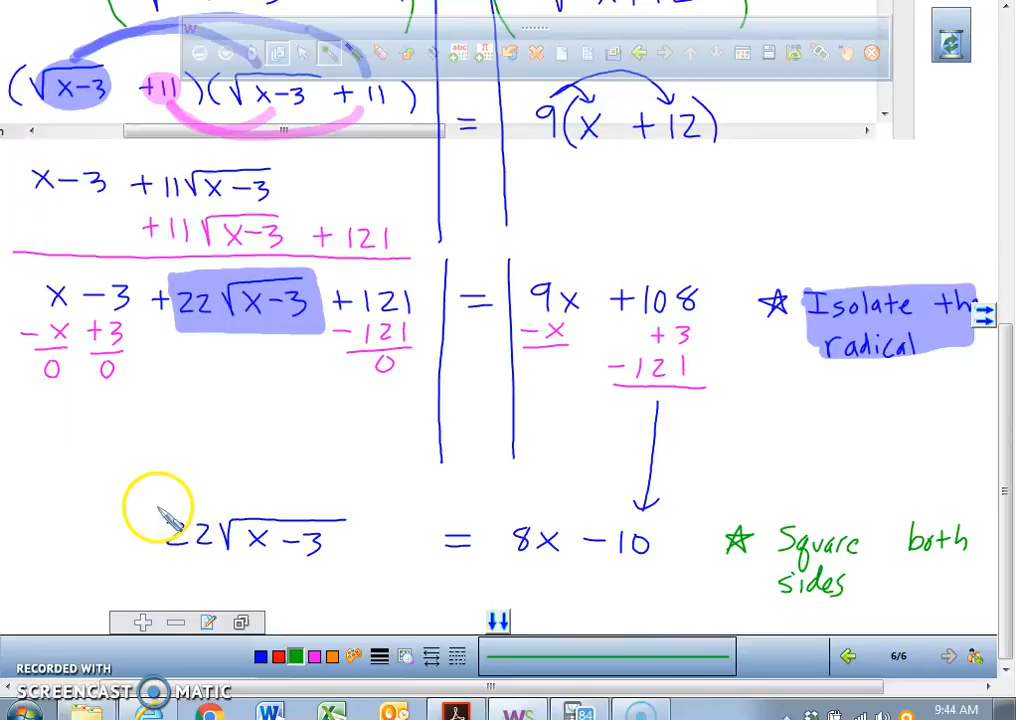 (√x-3 +11)(√x-3 + 11)
= 9(x +12)
x-3 +11√x-3
+11√x-3 + 121
x -3 +22√x-3 +121 = 9x +108 ☆ Isolate th
radical
-x +3 -121 -x +3
0 0 0 -121
22√x-3 = 8x -10 ☆ Square both
sides
6/6
RECORDED WITH
SCREENCAST MATIC
9:44 AM